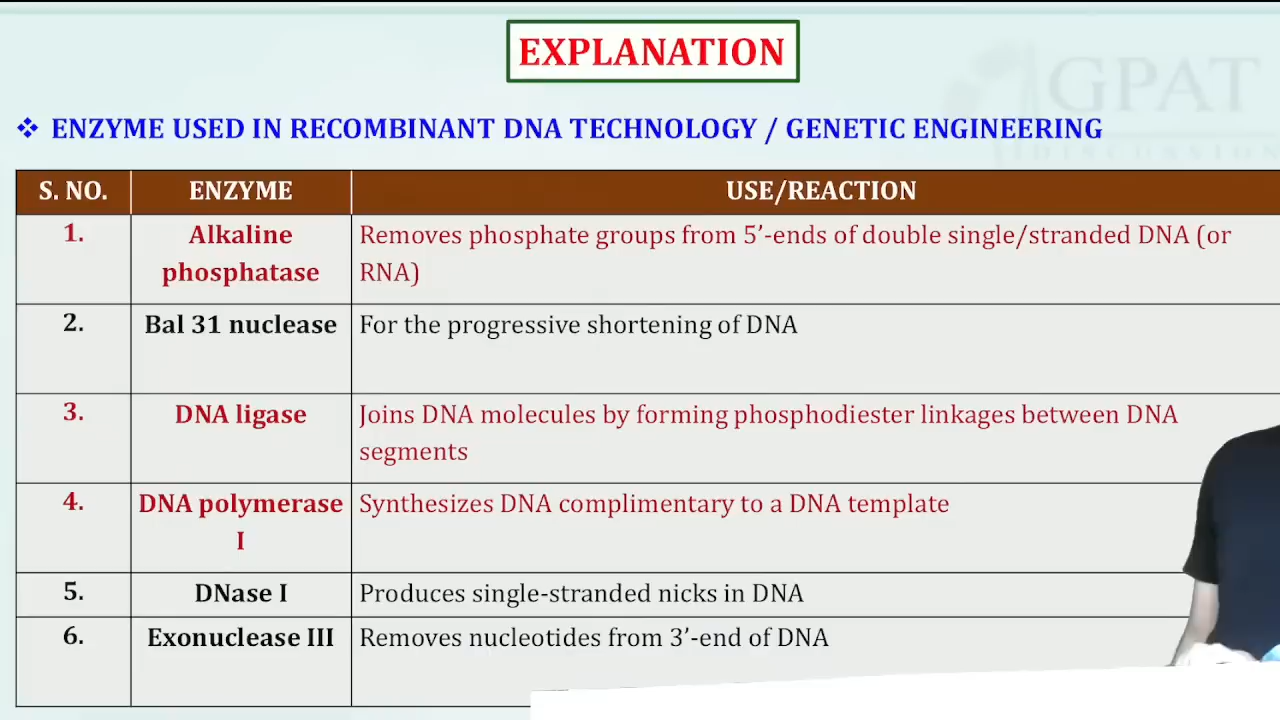 EXPLANATION
GPAT
DISCUSSION
❖ ENZYME USED IN RECOMBINANT DNA TECHNOLOGY / GENETIC ENGINEERING
S. NO. ENZYME USE/REACTION
1. Alkaline Removes phosphate groups from 5’-ends of double single/stranded DNA (or
phosphatase RNA)
2. Bal 31 nuclease For the progressive shortening of DNA
3. DNA ligase Joins DNA molecules by forming phosphodiester linkages between DNA
segments
4. DNA polymerase Synthesizes DNA complimentary to a DNA template
I
5. DNase I Produces single-stranded nicks in DNA
6. Exonuclease III Removes nucleotides from 3’-end of DNA